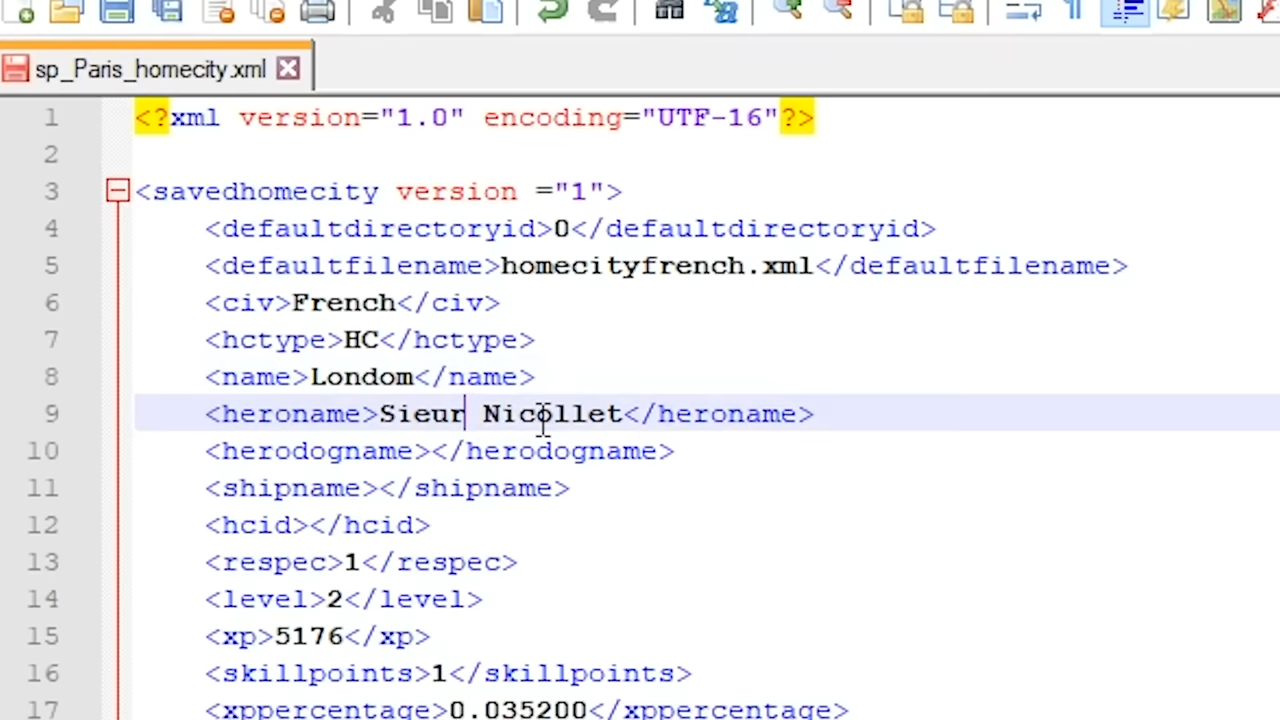 sp_Paris_homecity.xml
1 <?xml version="1.0" encoding="UTF-16"?>
2
3 <savedhomecity version ="1">
4 <defaultdirectoryid>0</defaultdirectoryid>
5 <defaultfilename>homecityfrench.xml</defaultfilename>
6 <civ>French</civ>
7 <hctype>HC</hctype>
8 <name>Londom</name>
9 <heroname>Sieur Nicollet</heroname>
10 <herodogname></herodogname>
11 <shipname></shipname>
12 <hcid></hcid>
13 <respec>1</respec>
14 <level>2</level>
15 <xp>5176</xp>
16 <skillpoints>1</skillpoints>
17 <xppercentage>0.035200</xppercentage>